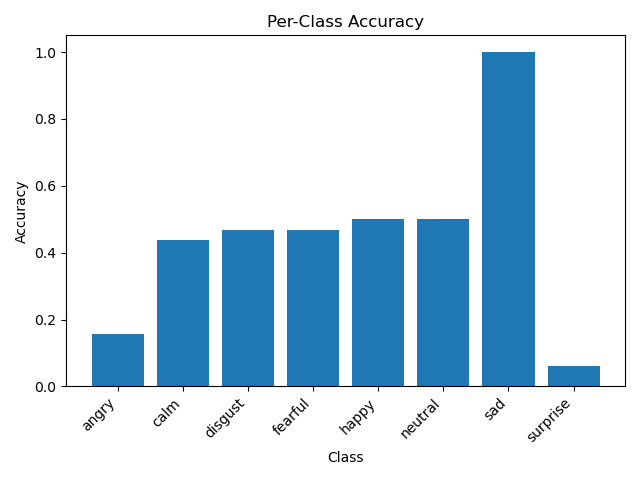 Per-Class Accuracy
Accuracy
1.0
0.8
0.6
0.4
0.2
0.0
angry
calm
disgust
fearful
happy
neutral
sad
surprise
Class